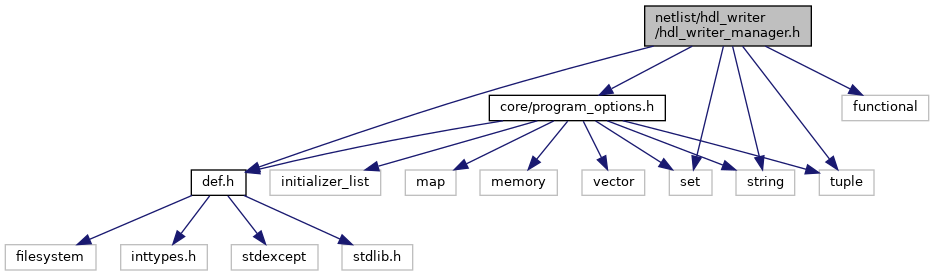 netlist/hdl_writer
/hdl_writer_manager.h
core/program_options.h
functional
def.h
initializer_list
map
memory
vector
set
string
tuple
filesystem
inttypes.h
stdexcept
stdlib.h